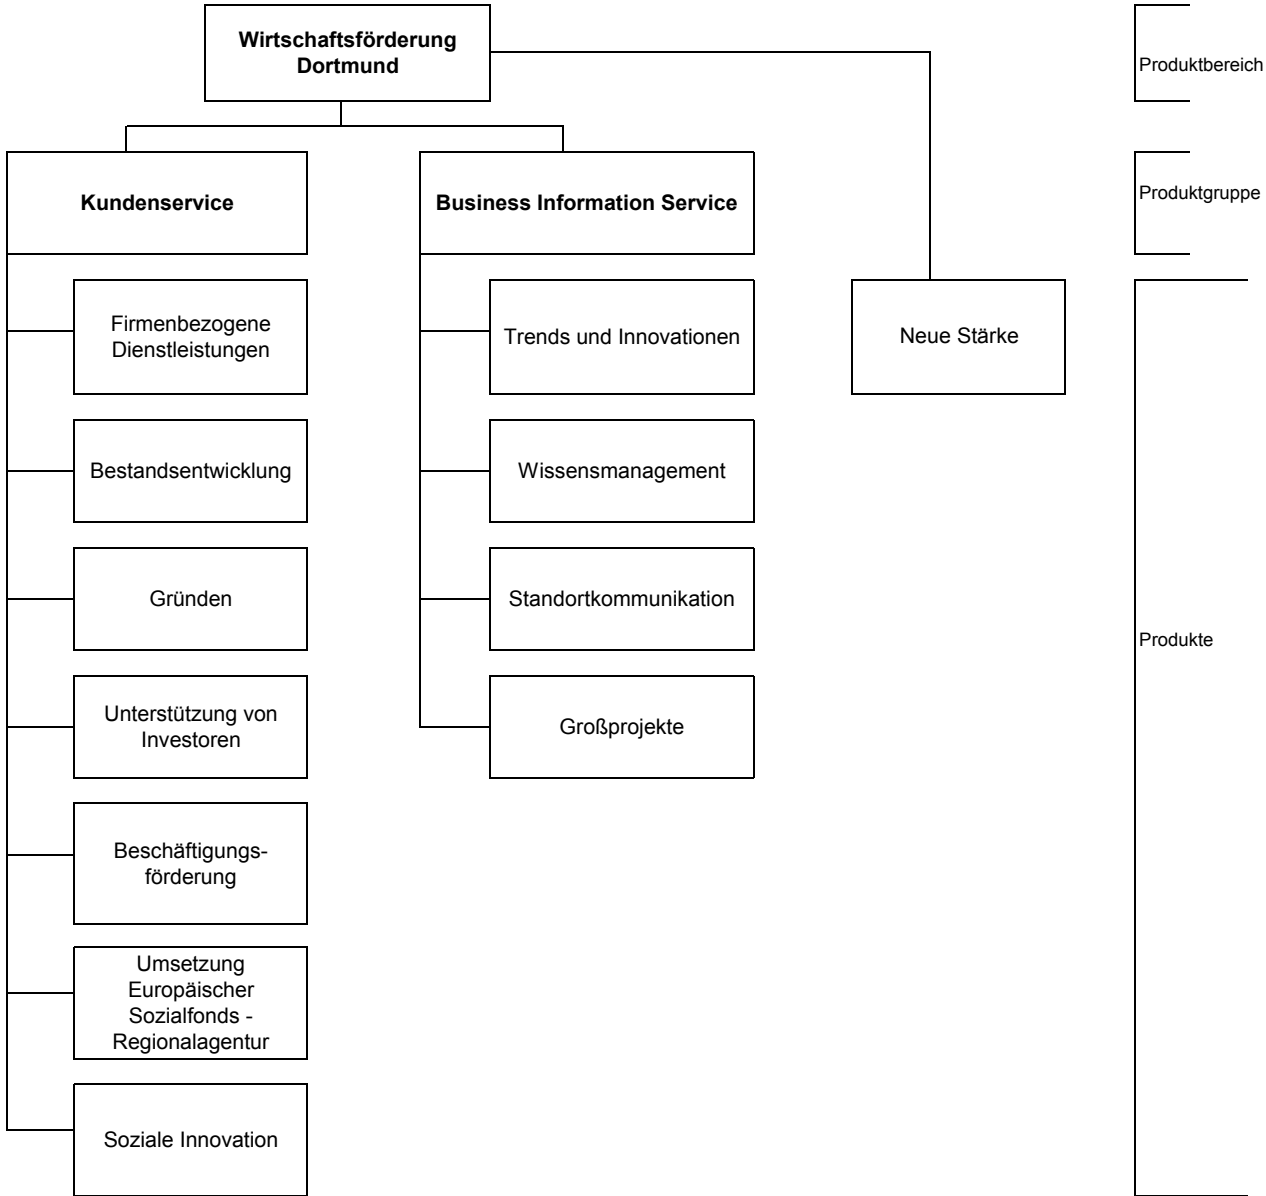 Wirtschaftsförderung
Dortmund
Produktbereich
Kundenservice
Business Information Service
Produktgruppe
Firmenbezogene
Dienstleistungen
Trends und Innovationen
Neue Stärke
Bestandsentwicklung
Wissensmanagement
Gründen
Standortkommunikation
Produkte
Unterstützung von
Investoren
Großprojekte
Beschäftigungs-
förderung
Umsetzung
Europäischer
Sozialfonds -
Regionalagentur
Soziale Innovation